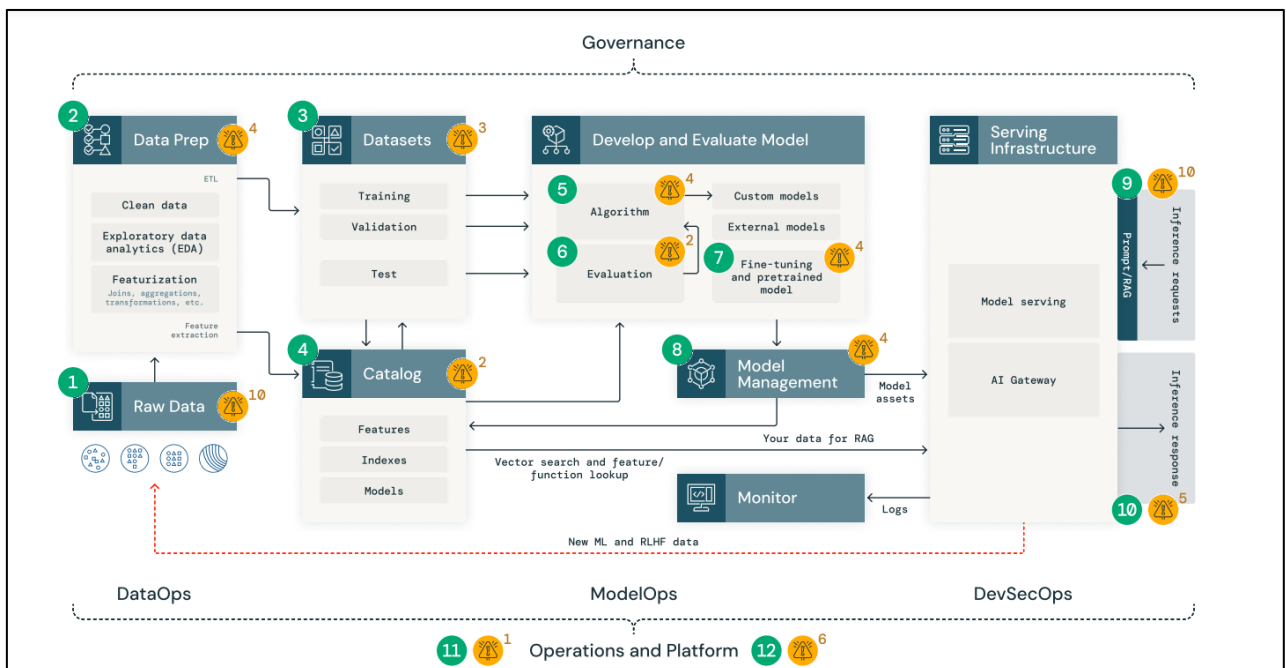 Governance
2
Data Prep
4
ETL
Clean data
Exploratory data
analytics (EDA)
Featurization
Joins, aggregations,
transformations, etc.
Feature
extraction
1
Raw Data
10
3
Datasets
3
Training
Validation
Test
4
Catalog
2
Features
Indexes
Models
Develop and Evaluate Model
5
4
Algorithm
6
2
Evaluation
Custom models
External models
7
4
Fine-tuning
and pretrained
model
8
Model
Management
4
Model
assets
Your data for RAG
Vector search and feature/
function lookup
Monitor
Logs
Serving
Infrastructure
Model serving
AI Gateway
9
10
Prompt/RAG
Inference requests
Inference response
10
5
New ML and RLHF data
DataOps
ModelOps
DevSecOps
11
1
Operations and Platform
12
6